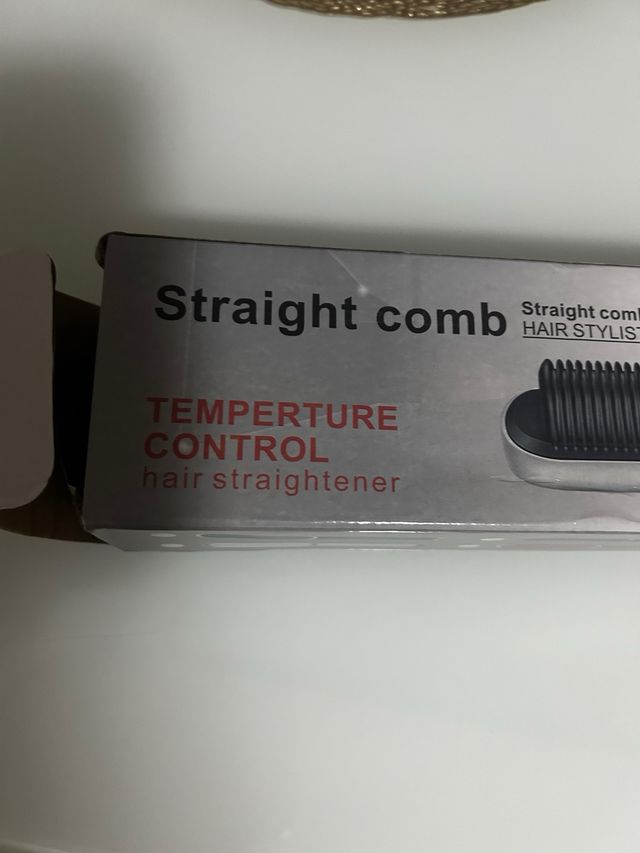 Straight comb
Straight comb
HAIR STYLIST
TEMPERTURE
CONTROL
hair straightener